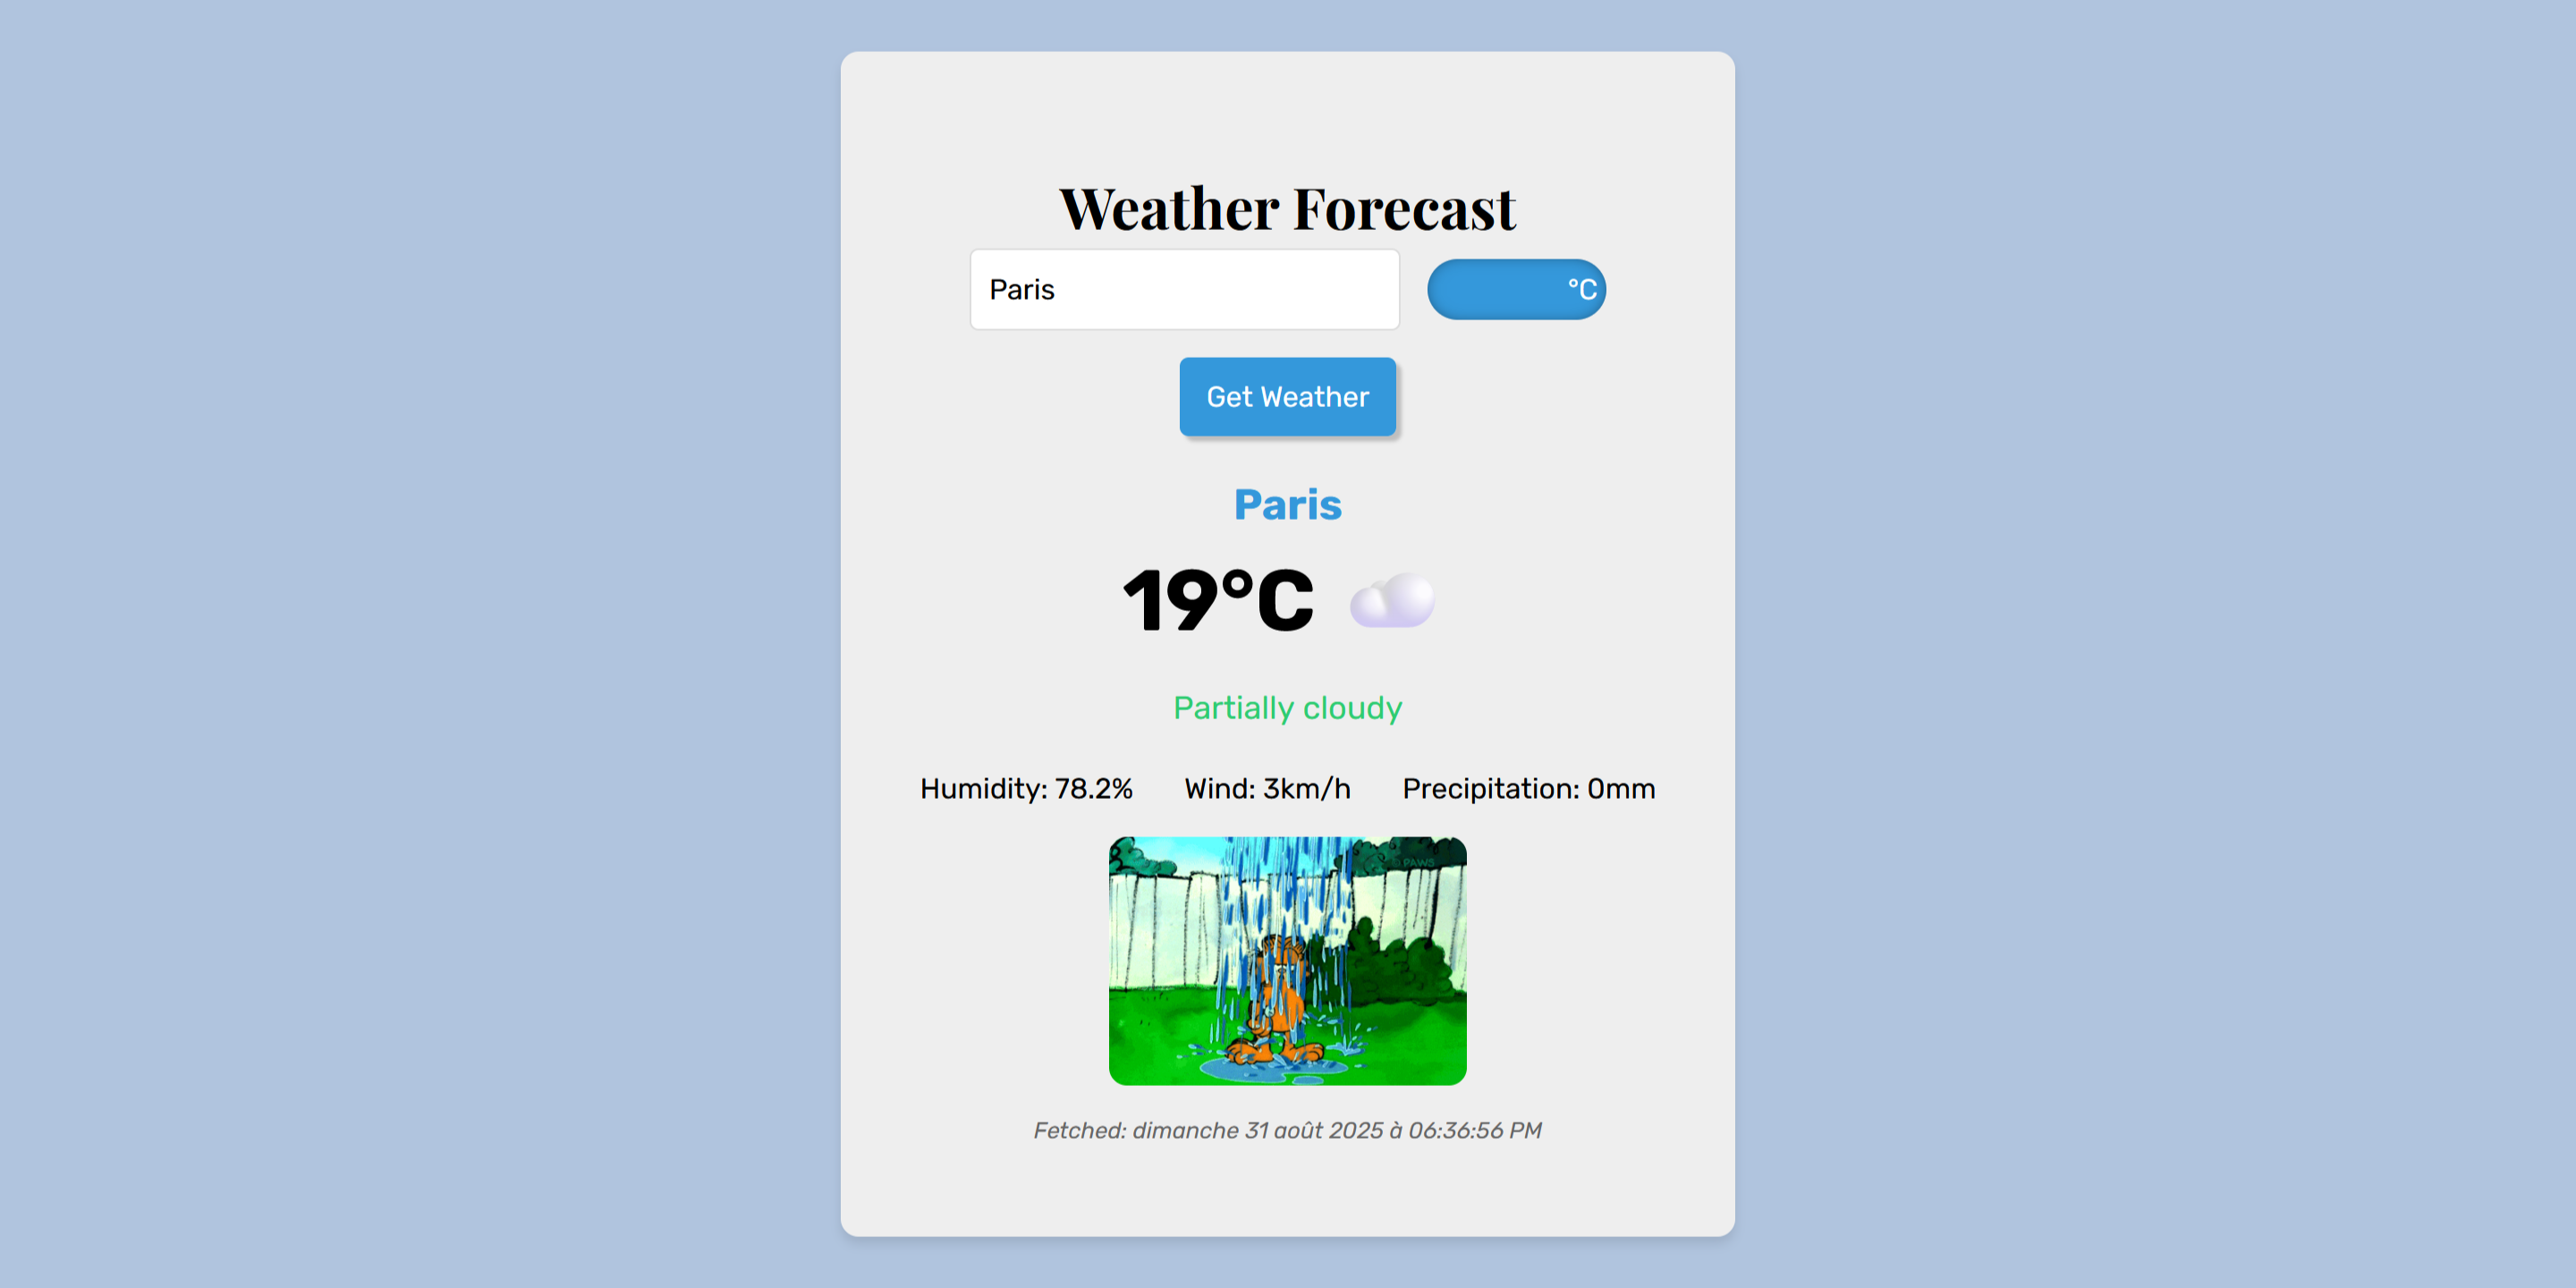 Weather Forecast
Paris
°C
Get Weather
Paris
19°C
Partially cloudy
Humidity: 78.2% Wind: 3km/h Precipitation: 0mm
© PAWS
Fetched: dimanche 31 août 2025 à 06:36:56 PM